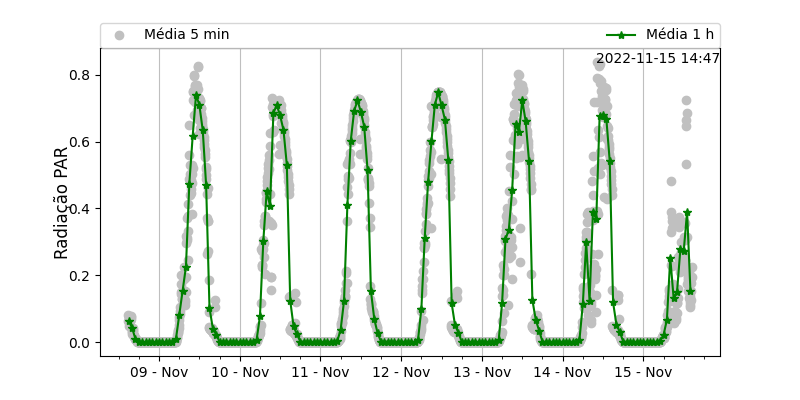 Média 5 min Média 1 h
2022-11-15 14:47
Radiação PAR
0.8
0.6
0.4
0.2
0.0
09 - Nov 10 - Nov 11 - Nov 12 - Nov 13 - Nov 14 - Nov 15 - Nov